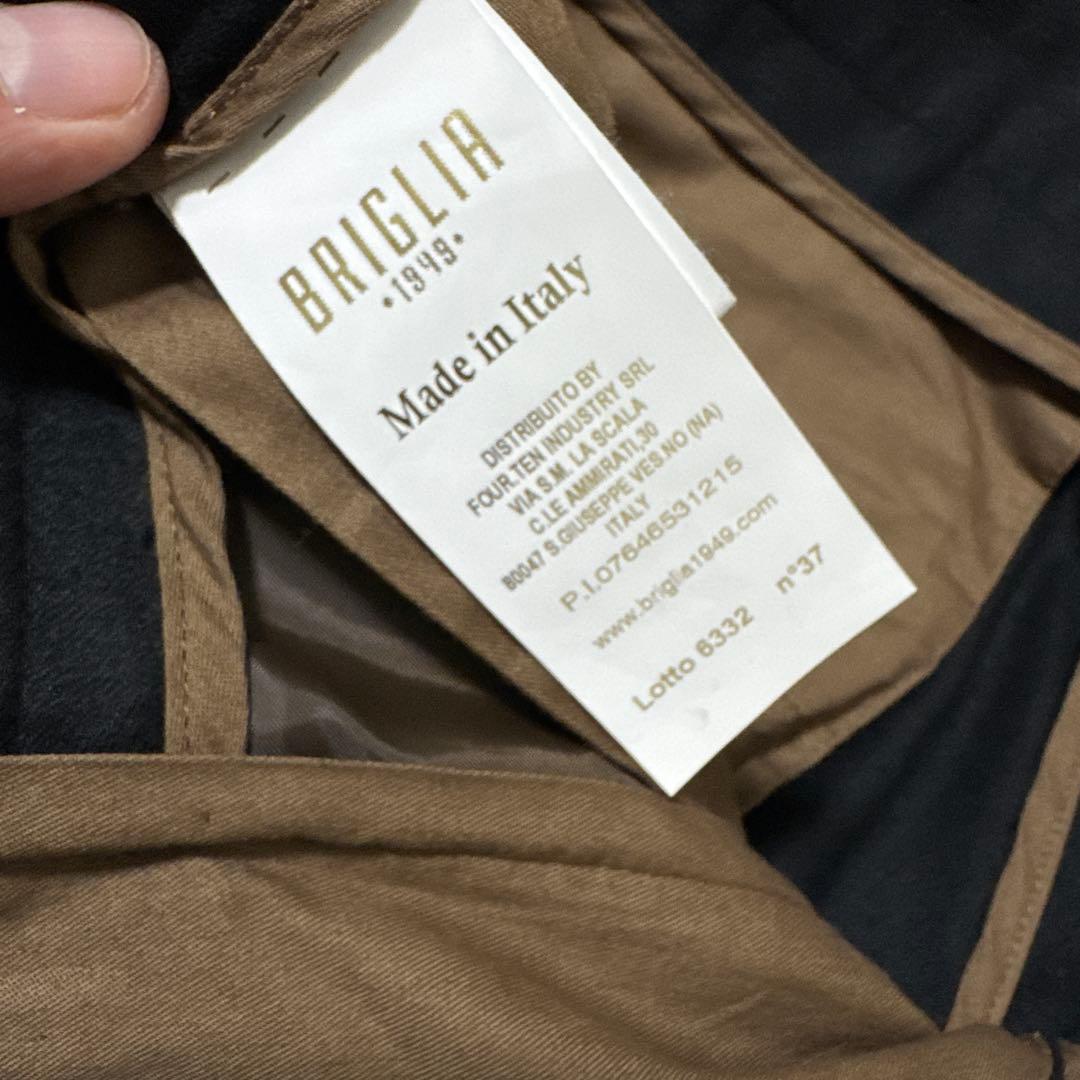 BRIGLIA
•1949•
Made in Italy
DISTRIBUITO BY
FOUR.TEN INDUSTRY SRL
VIA S.M. LA SCALA
C.LE AMMIRATI,30
80047 S.GIUSEPPE VES.NO (NA)
ITALY
P.I.07646531215
www.briglia1949.com
Lotto 6332 n°37